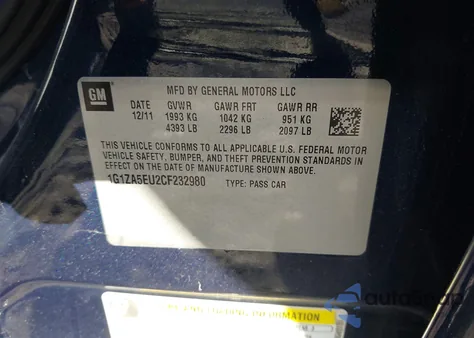 GM
MFD BY GENERAL MOTORS LLC
DATE GVWR GAWR FRT GAWR RR
12/11 1993 KG 1042 KG 951 KG
4393 LB 2296 LB 2097 LB
THIS VEHICLE CONFORMS TO ALL APPLICABLE U.S. FEDERAL MOTOR
VEHICLE SAFETY, BUMPER, AND THEFT PREVENTION STANDARDS IN
EFFECT ON THE DATE OF MANUFACTURE SHOWN ABOVE.
1G1ZA5EU2CF232980 TYPE: PASS CAR
LOADING INFORMATION